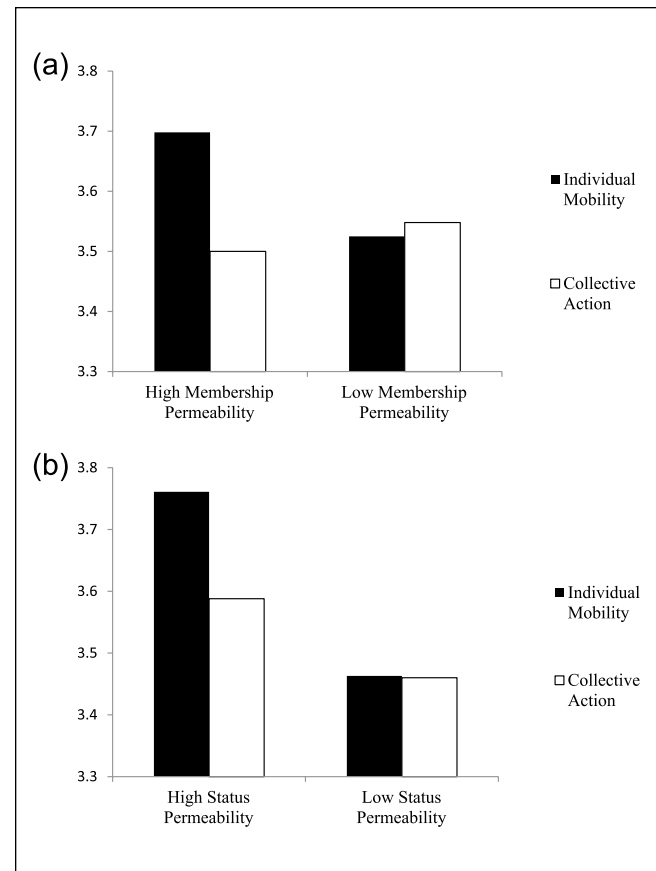 (a)
3.8
3.7
3.6
3.5
3.4
3.3
High Membership
Permeability
Low Membership
Permeability
Individual
Mobility
Collective
Action
(b)
3.8
3.7
3.6
3.5
3.4
3.3
High Status
Permeability
Low Status
Permeability
Individual
Mobility
Collective
Action